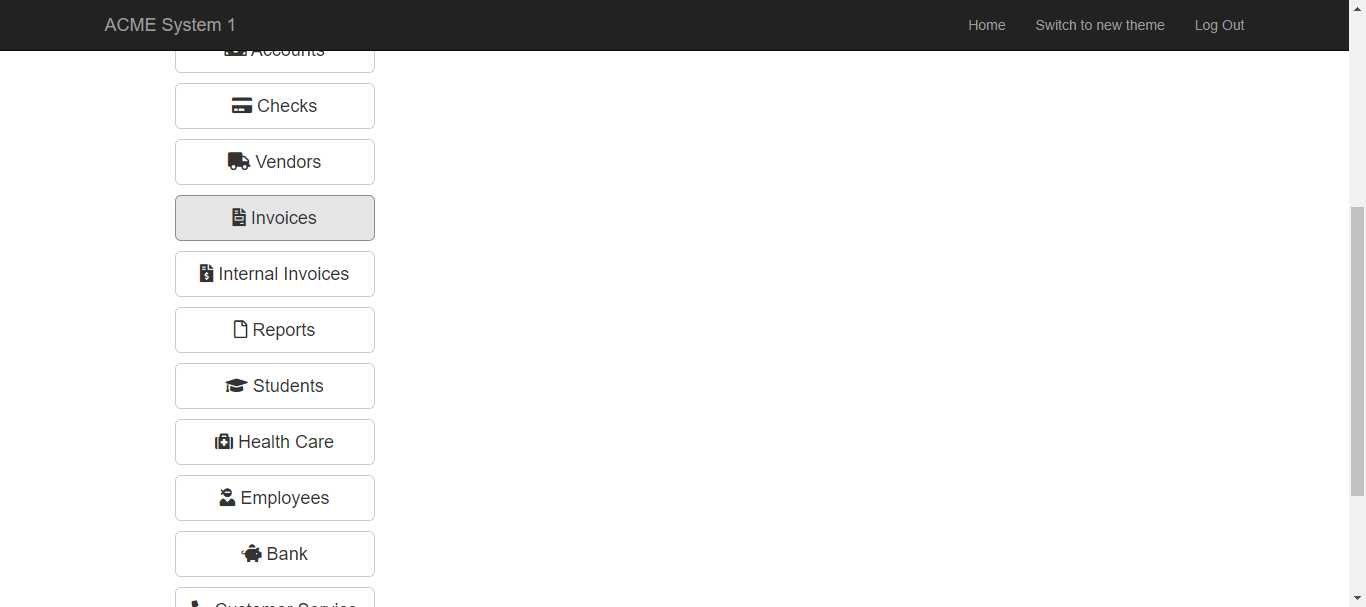 ACME System 1
Home
Switch to new theme
Log Out
Accounts
Checks
Vendors
Invoices
Internal Invoices
Reports
Students
Health Care
Employees
Bank
Customer Service